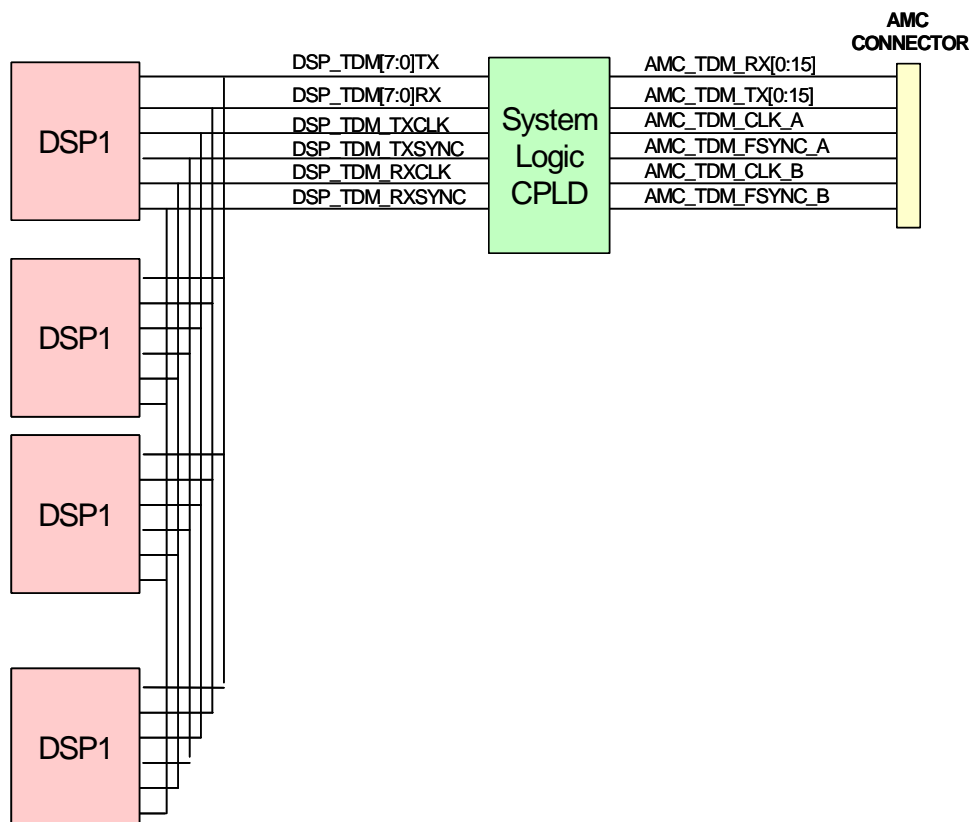 AMC
CONNECTOR
DSP_TDM[7:0]TX
AMC_TDM_RX[0:15]
DSP_TDM[7:0]RX
AMC_TDM_TX[0:15]
DSP_TDM_TXCLK
AMC_TDM_CLK_A
DSP_TDM_TXSYNC
AMC_TDM_FSYNC_A
DSP_TDM_RXCLK
AMC_TDM_CLK_B
DSP_TDM_RXSYNC
AMC_TDM_FSYNC_B
DSP1
System
Logic
CPLD
DSP1
DSP1
DSP1